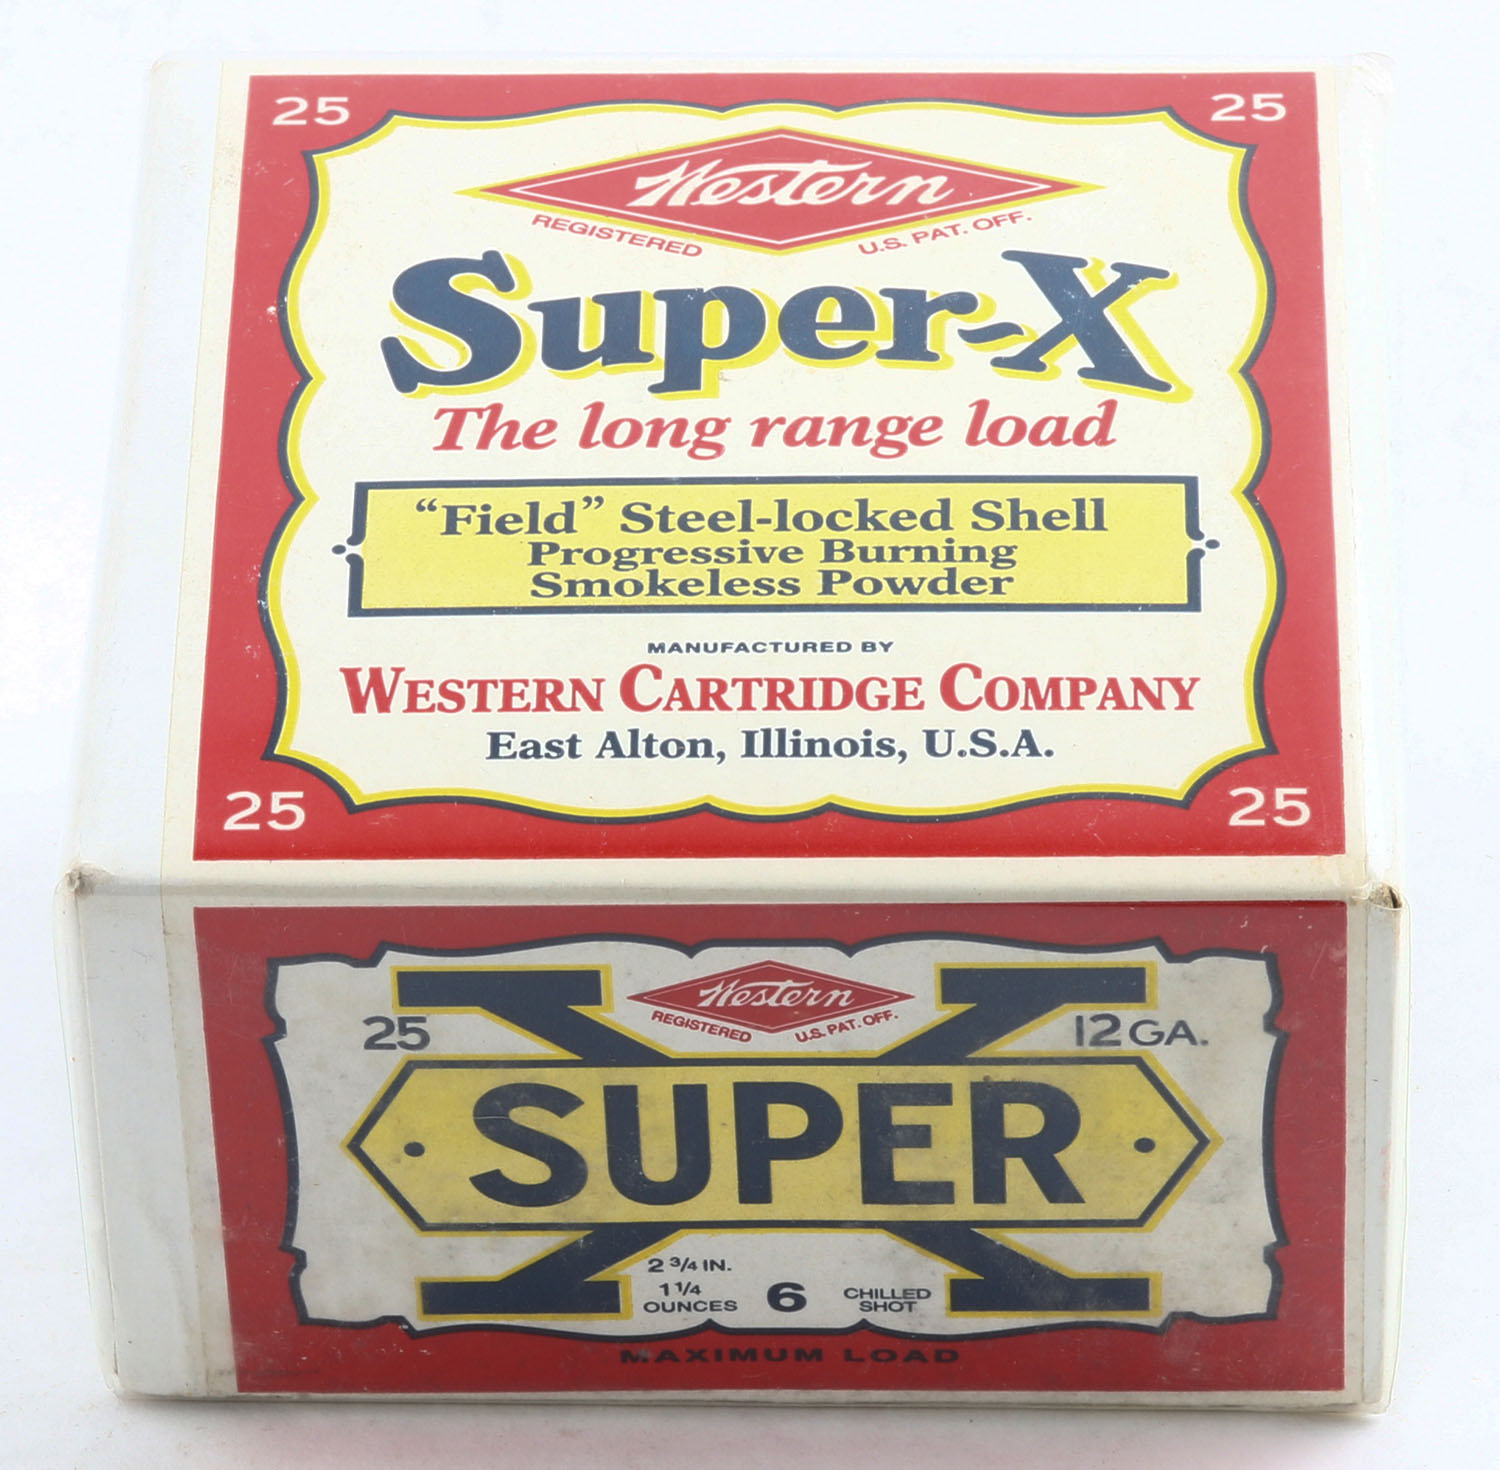 25 25
Western
REGISTERED U.S. PAT. OFF.
Super-X
The long range load
"Field" Steel-locked Shell
Progressive Burning
Smokeless Powder
MANUFACTURED BY
WESTERN CARTRIDGE COMPANY
East Alton, Illinois, U.S.A.
25 25
X
Western
REGISTERED U.S. PAT. OFF.
25 12 GA.
SUPER
2 3/4 IN.
1 1/4
OUNCES
6
CHILLED
SHOT
MAXIMUM LOAD